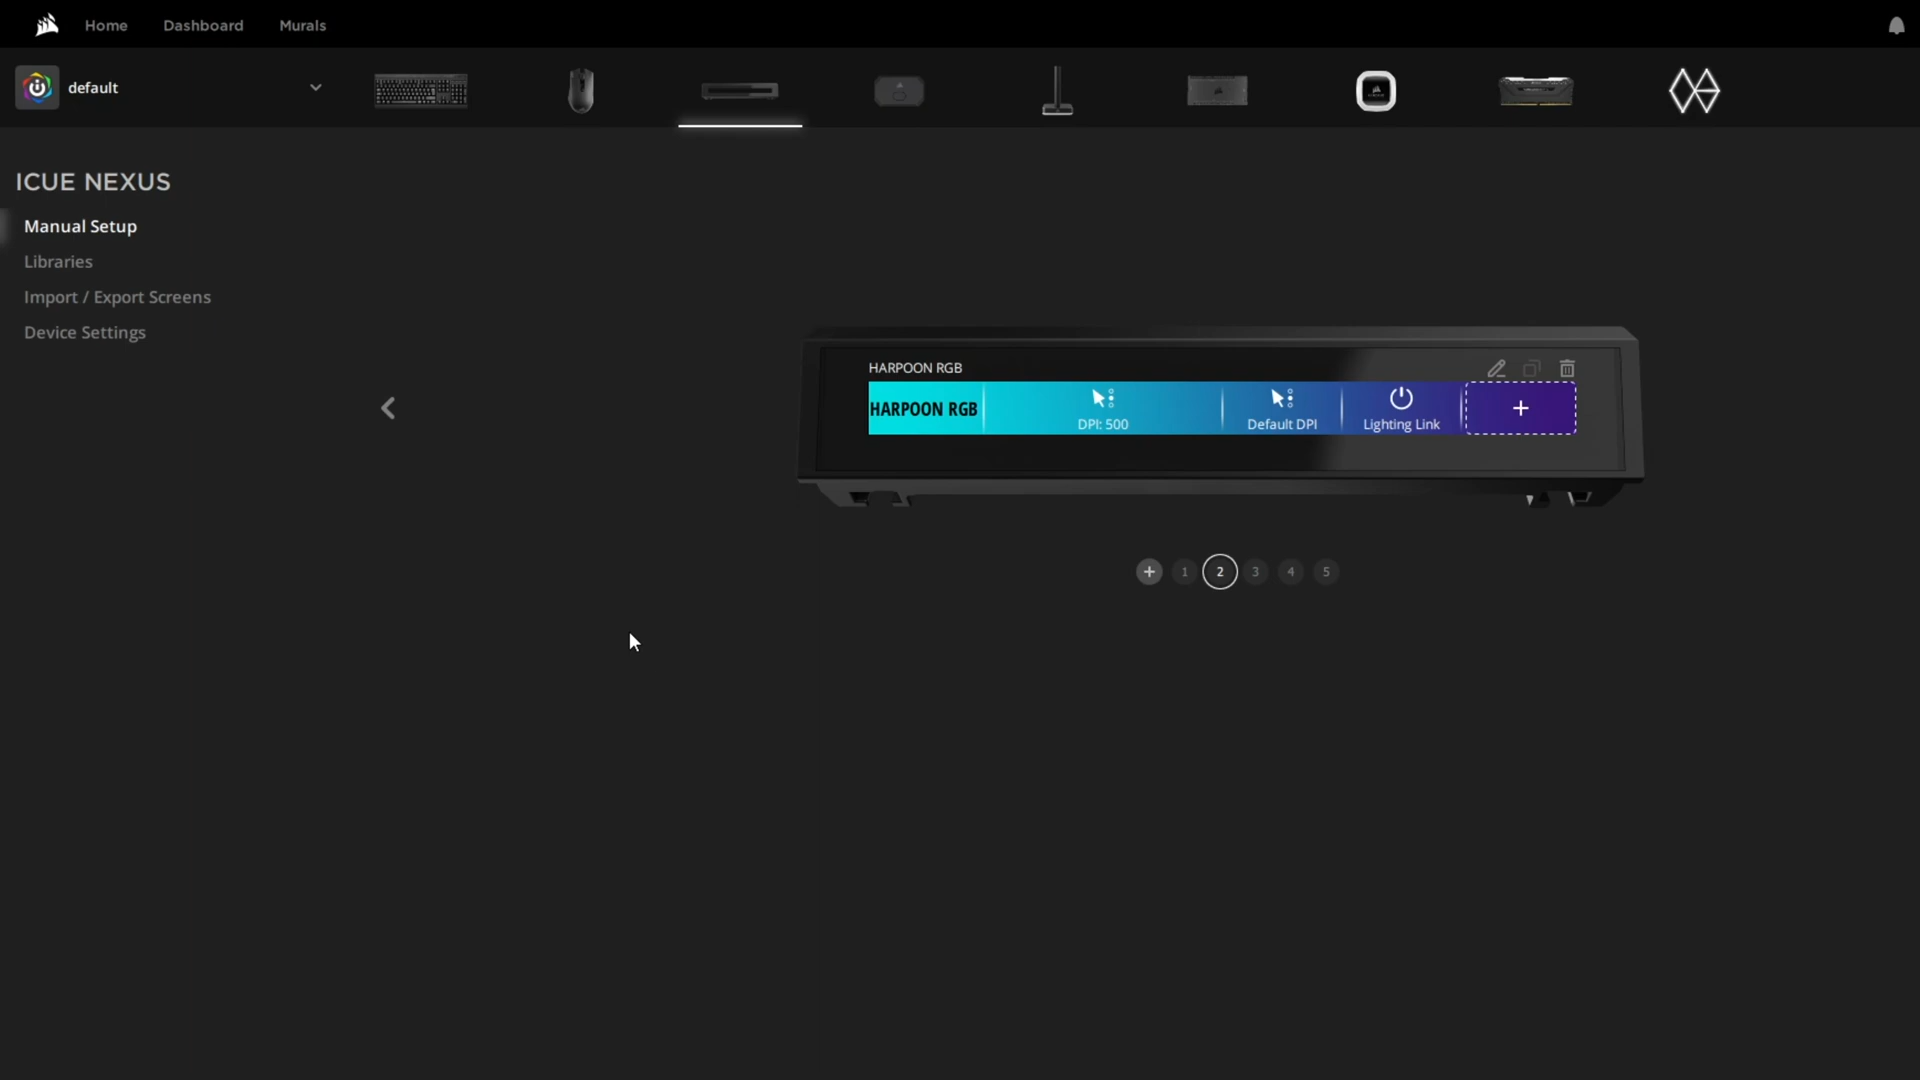 Home Dashboard Murals
default
ICUE NEXUS
Manual Setup
Libraries
Import / Export Screens
Device Settings
HARPOON RGB
HARPOON RGB DPI: 500 Default DPI Lighting Link +
+ 1 2 3 4 5